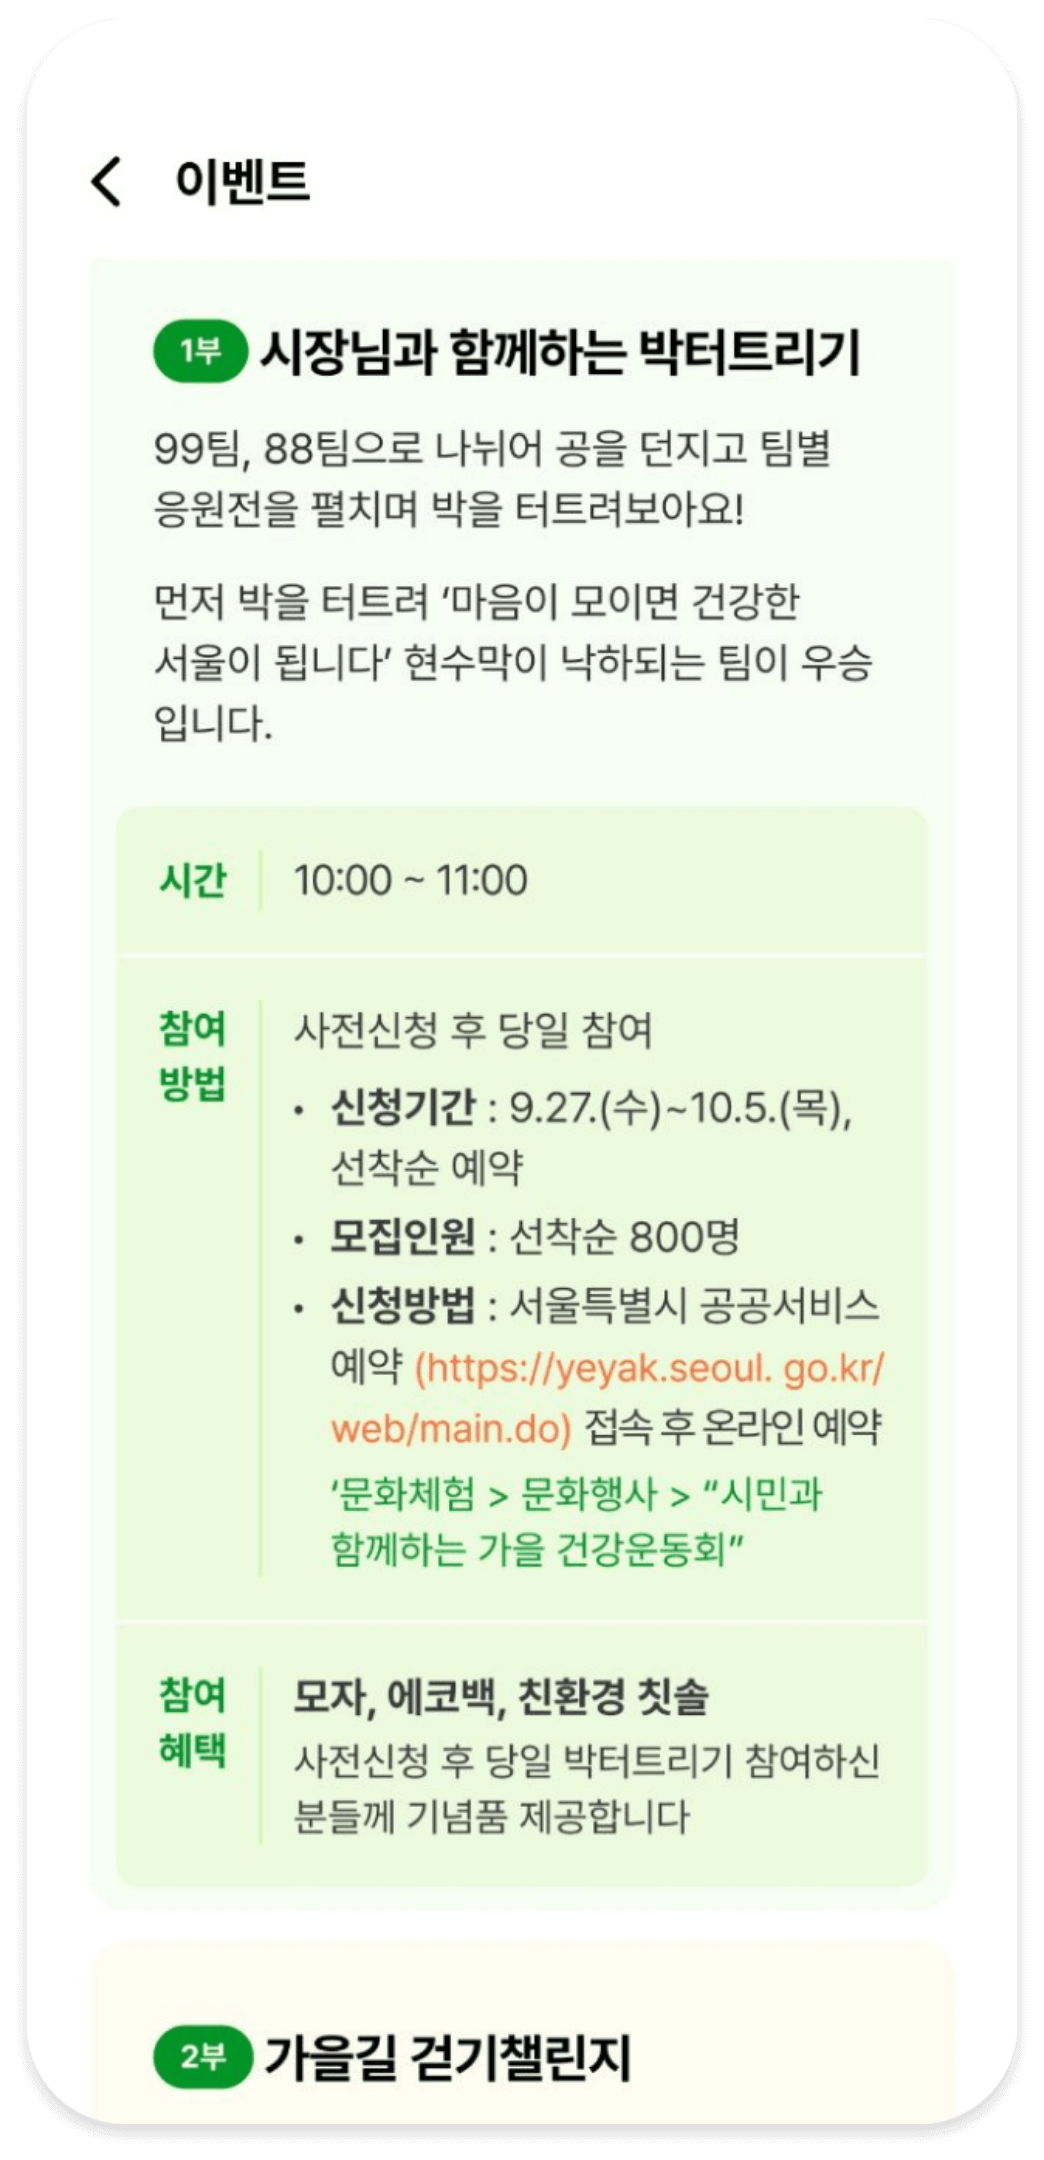 이벤트
1부 시장님과 함께하는 박터트리기
99팀, 88팀으로 나뉘어 공을 던지고 팀별
응원전을 펼치며 박을 터트려보아요!
먼저 박을 터트려 ‘마음이 모이면 건강한
서울이 됩니다’ 현수막이 낙하되는 팀이 우승
입니다.
시간 10:00 ~ 11:00
참여
방법
사전신청 후 당일 참여
• 신청기간 : 9.27.(수)~10.5.(목),
선착순 예약
• 모집인원 : 선착순 800명
• 신청방법 : 서울특별시 공공서비스
예약 (https://yeyak.seoul. go.kr/
web/main.do) 접속 후 온라인 예약
‘문화체험 > 문화행사 > “시민과
함께하는 가을 건강운동회”
참여
혜택
모자, 에코백, 친환경 칫솔
사전신청 후 당일 박터트리기 참여하신
분들께 기념품 제공합니다
2부 가을길 걷기챌린지